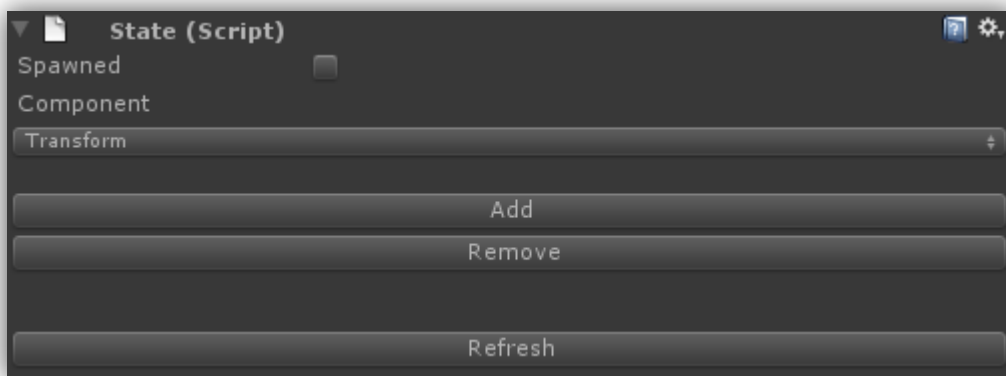 State (Script)
Spawned
Component
Transform
Add
Remove
Refresh